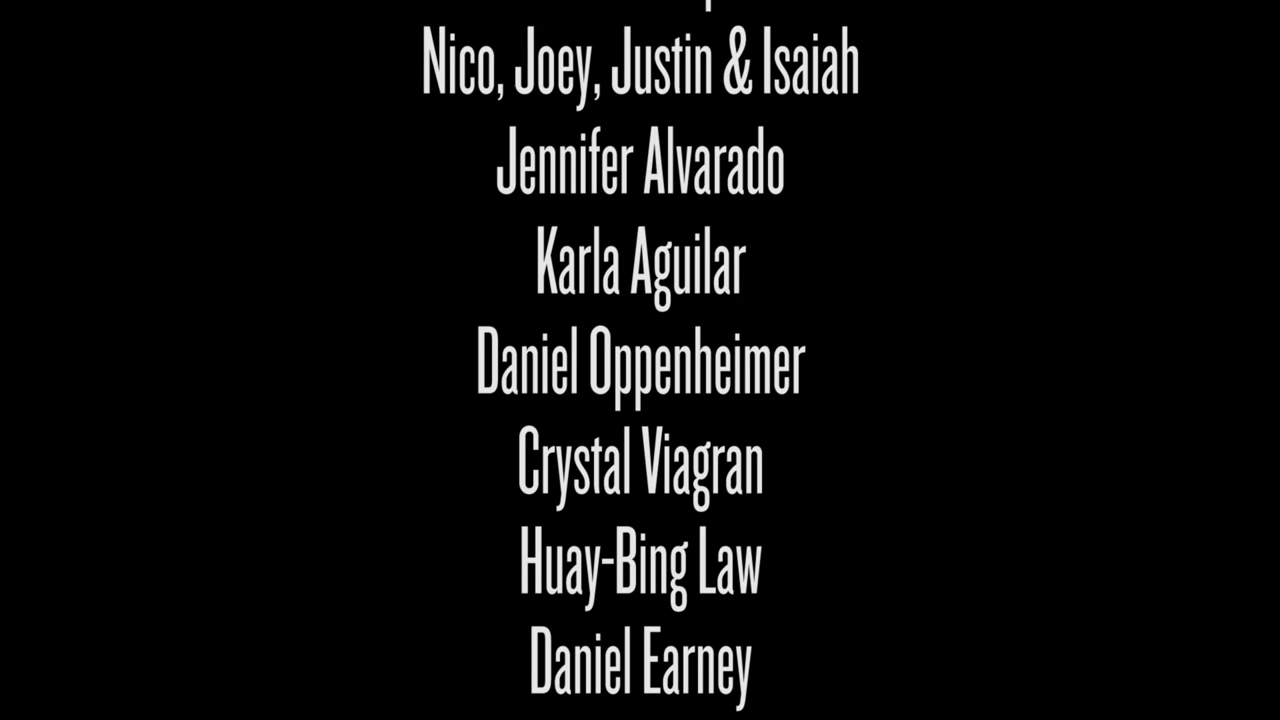 Nico, Joey, Justin & Isaiah
Jennifer Alvarado
Karla Aguilar
Daniel Oppenheimer
Crystal Viagran
Huay-Bing Law
Daniel Earney